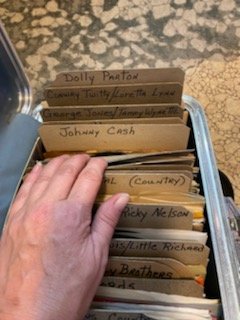 Dolly Parton
Conway Twitty/Loretta Lynn
George Jones/Tammy Wynette
Johnny Cash
(Country)
Ricky Nelson
/Little Richard
Brothers